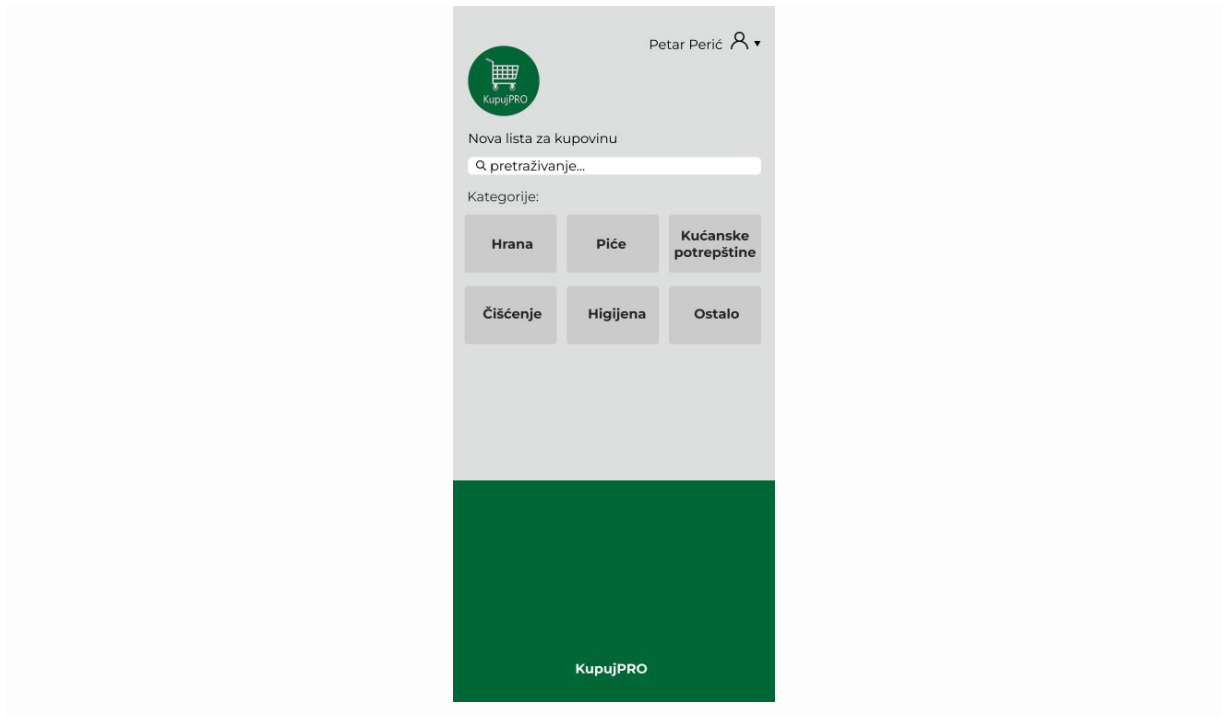 Petar Perić
KupujPRO
Nova lista za kupovinu
pretraživanje...
Kategorije:
Hrana
Piće
Kućanske
potrepštine
Čišćenje
Higijena
Ostalo
KupujPRO